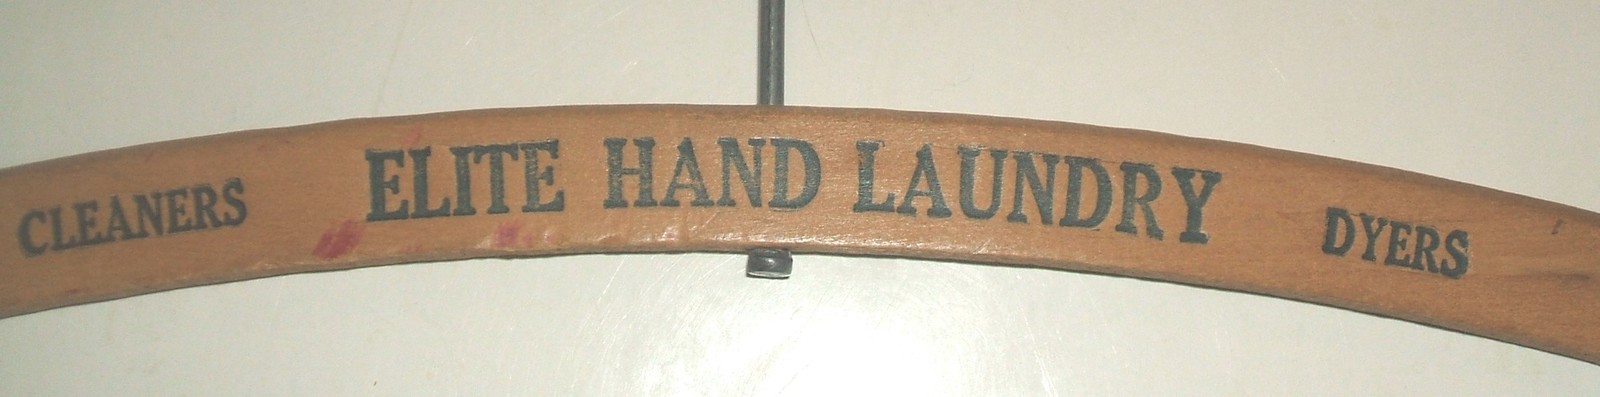 CLEANERS ELITE HAND LAUNDRY DYERS